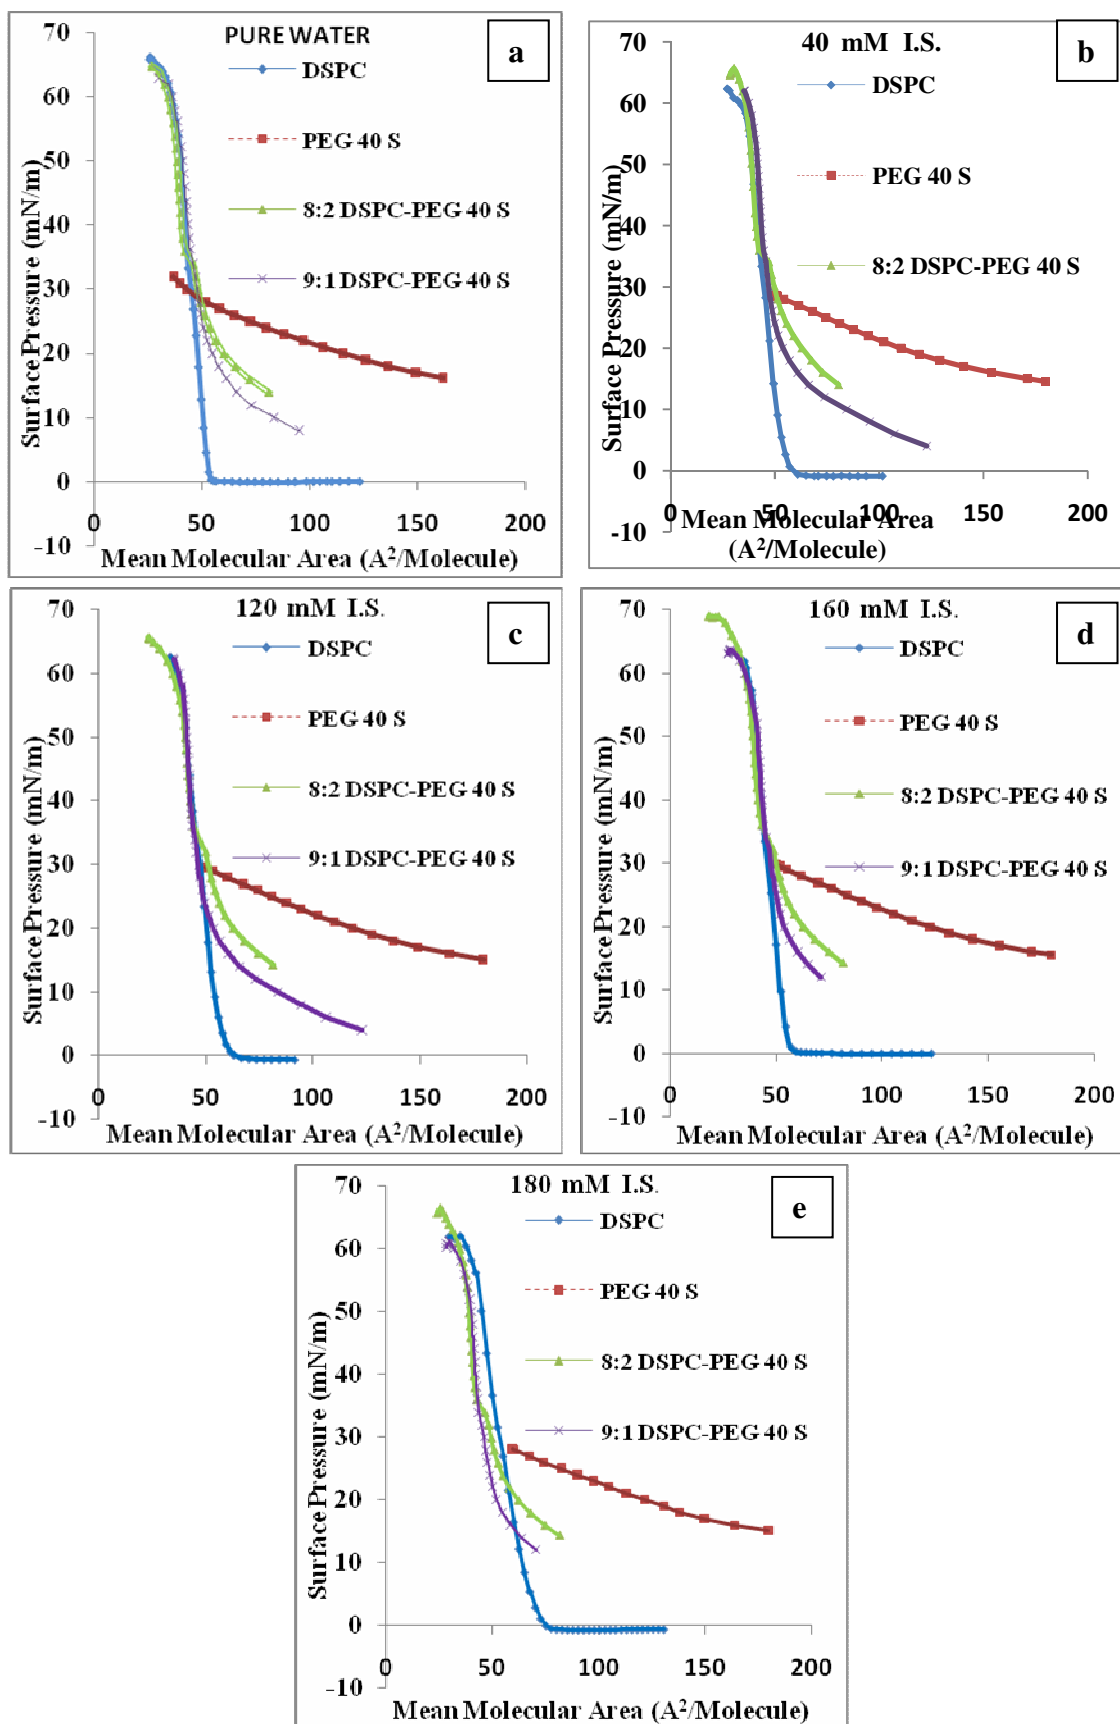 PURE WATER
a
DSPC
PEG 40 S
8:2 DSPC-PEG 40 S
9:1 DSPC-PEG 40 S
Surface Pressure (mN/m)
70
60
50
40
30
20
10
0
-10
0 50 100 150 200
Mean Molecular Area (A²/Molecule)
40 mM I.S.
b
DSPC
PEG 40 S
8:2 DSPC-PEG 40 S
Surface Pressure (mN/m)
70
60
50
40
30
20
10
0
-10
0 50 100 150 200
Mean Molecular Area
(A²/Molecule)
120 mM I.S.
c
DSPC
PEG 40 S
8:2 DSPC-PEG 40 S
9:1 DSPC-PEG 40 S
Surface Pressure (mN/m)
70
60
50
40
30
20
10
0
-10
0 50 100 150 200
Mean Molecular Area (A²/Molecule)
160 mM I.S.
d
DSPC
PEG 40 S
8:2 DSPC-PEG 40 S
9:1 DSPC-PEG 40 S
Surface Pressure (mN/m)
70
60
50
40
30
20
10
0
-10
0 50 100 150 200
Mean Molecular Area (A²/Molecule)
180 mM I.S.
e
DSPC
PEG 40 S
8:2 DSPC-PEG 40 S
9:1 DSPC-PEG 40 S
Surface Pressure (mN/m)
70
60
50
40
30
20
10
0
-10
0 50 100 150 200
Mean Molecular Area (A²/Molecule)